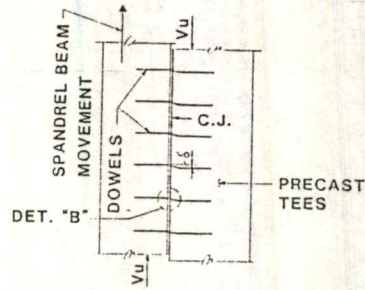 SPANDREL BEAM
MOVEMENT
DOWELS
Vu
C.J.
PRECAST
TEES
DET. "B"
Vu